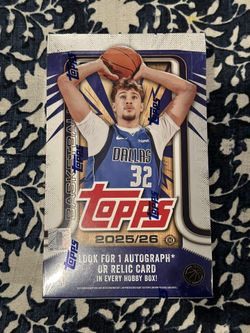 BASKETBALL
DALLAS
32
TOPPS
2025/26
LOOK FOR 1 AUTOGRAPH*
OR RELIC CARD
IN EVERY HOBBY BOX!